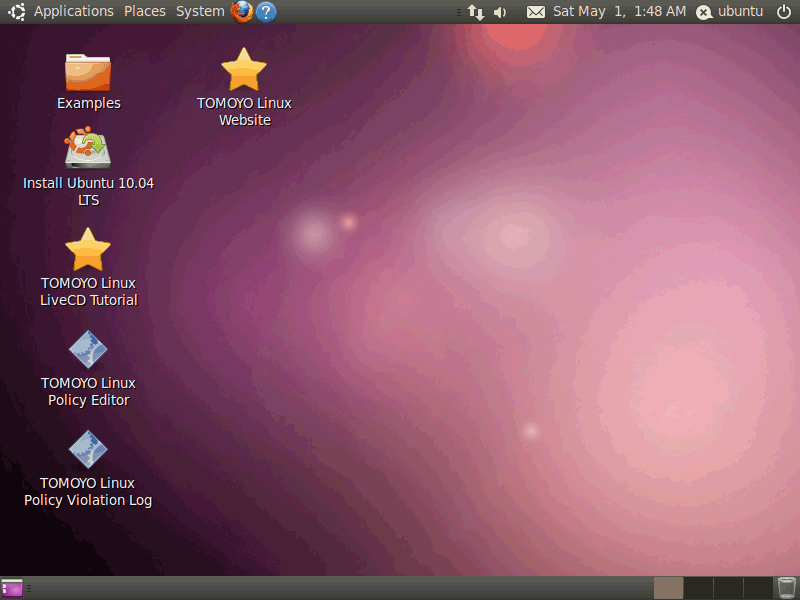 Applications Places System Sat May 1, 1:48 AM ubuntu
Examples
TOMOYO Linux
Website
Install Ubuntu 10.04
LTS
TOMOYO Linux
LiveCD Tutorial
TOMOYO Linux
Policy Editor
TOMOYO Linux
Policy Violation Log